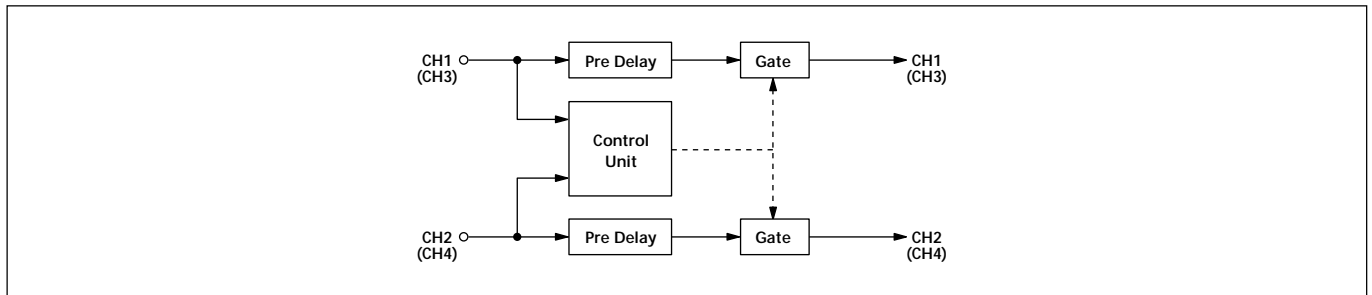 CH1
(CH3)
Pre Delay
Gate
CH1
(CH3)
Control
Unit
CH2
(CH4)
Pre Delay
Gate
CH2
(CH4)